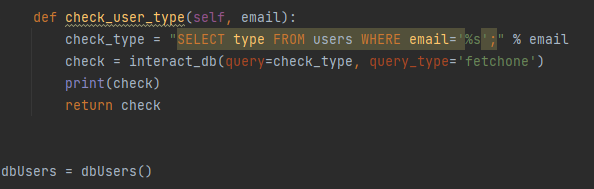 def check_user_type(self, email):
check_type = "SELECT type FROM users WHERE email='%s';" % email
check = interact_db(query=check_type, query_type='fetchone')
print(check)
return check
dbUsers = dbUsers()